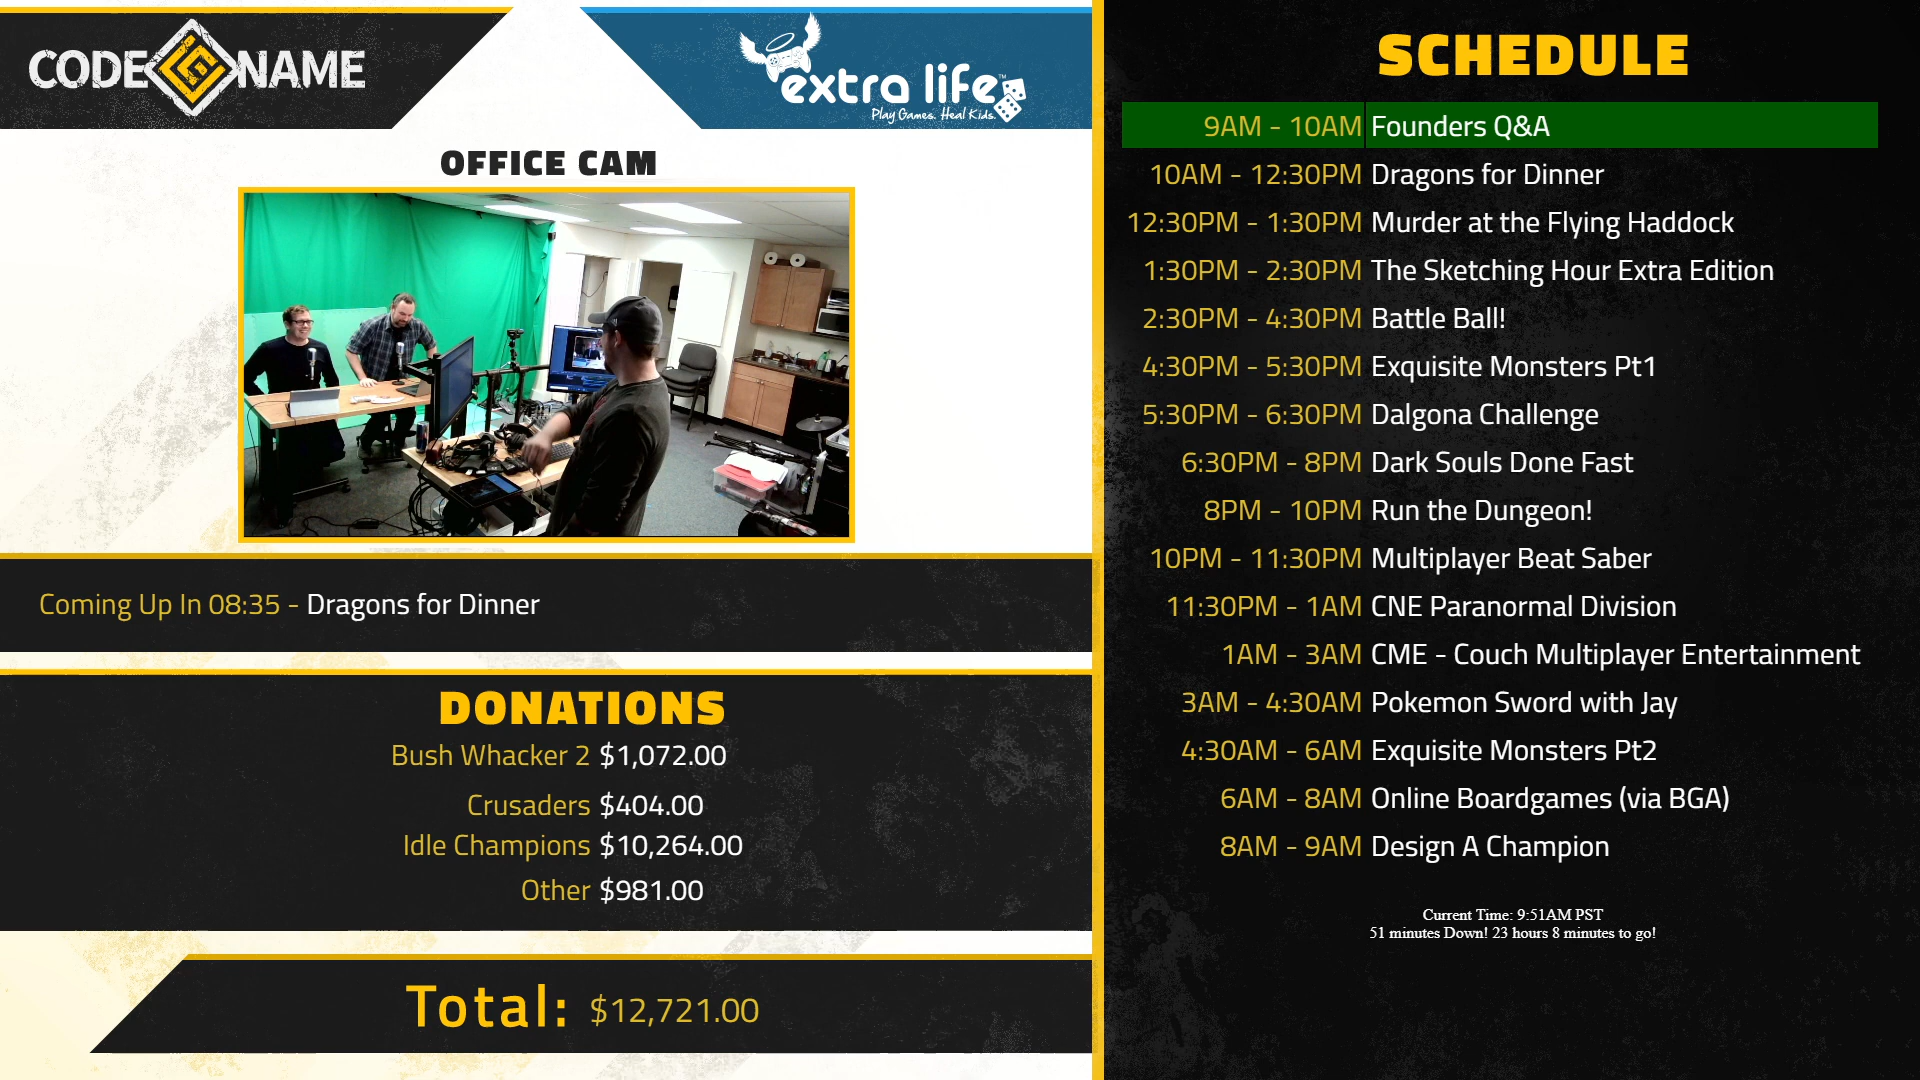 CODE NAME
extra life™
Play Games. Heal Kids.
OFFICE CAM
Coming Up In 08:35 - Dragons for Dinner
DONATIONS
Bush Whacker 2 $1,072.00
Crusaders $404.00
Idle Champions $10,264.00
Other $981.00
Total: $12,721.00
SCHEDULE
9AM - 10AM Founders Q&A
10AM - 12:30PM Dragons for Dinner
12:30PM - 1:30PM Murder at the Flying Haddock
1:30PM - 2:30PM The Sketching Hour Extra Edition
2:30PM - 4:30PM Battle Ball!
4:30PM - 5:30PM Exquisite Monsters Pt1
5:30PM - 6:30PM Dalgona Challenge
6:30PM - 8PM Dark Souls Done Fast
8PM - 10PM Run the Dungeon!
10PM - 11:30PM Multiplayer Beat Saber
11:30PM - 1AM CNE Paranormal Division
1AM - 3AM CME - Couch Multiplayer Entertainment
3AM - 4:30AM Pokemon Sword with Jay
4:30AM - 6AM Exquisite Monsters Pt2
6AM - 8AM Online Boardgames (via BGA)
8AM - 9AM Design A Champion
Current Time: 9:51AM PST
51 minutes Down! 23 hours 8 minutes to go!